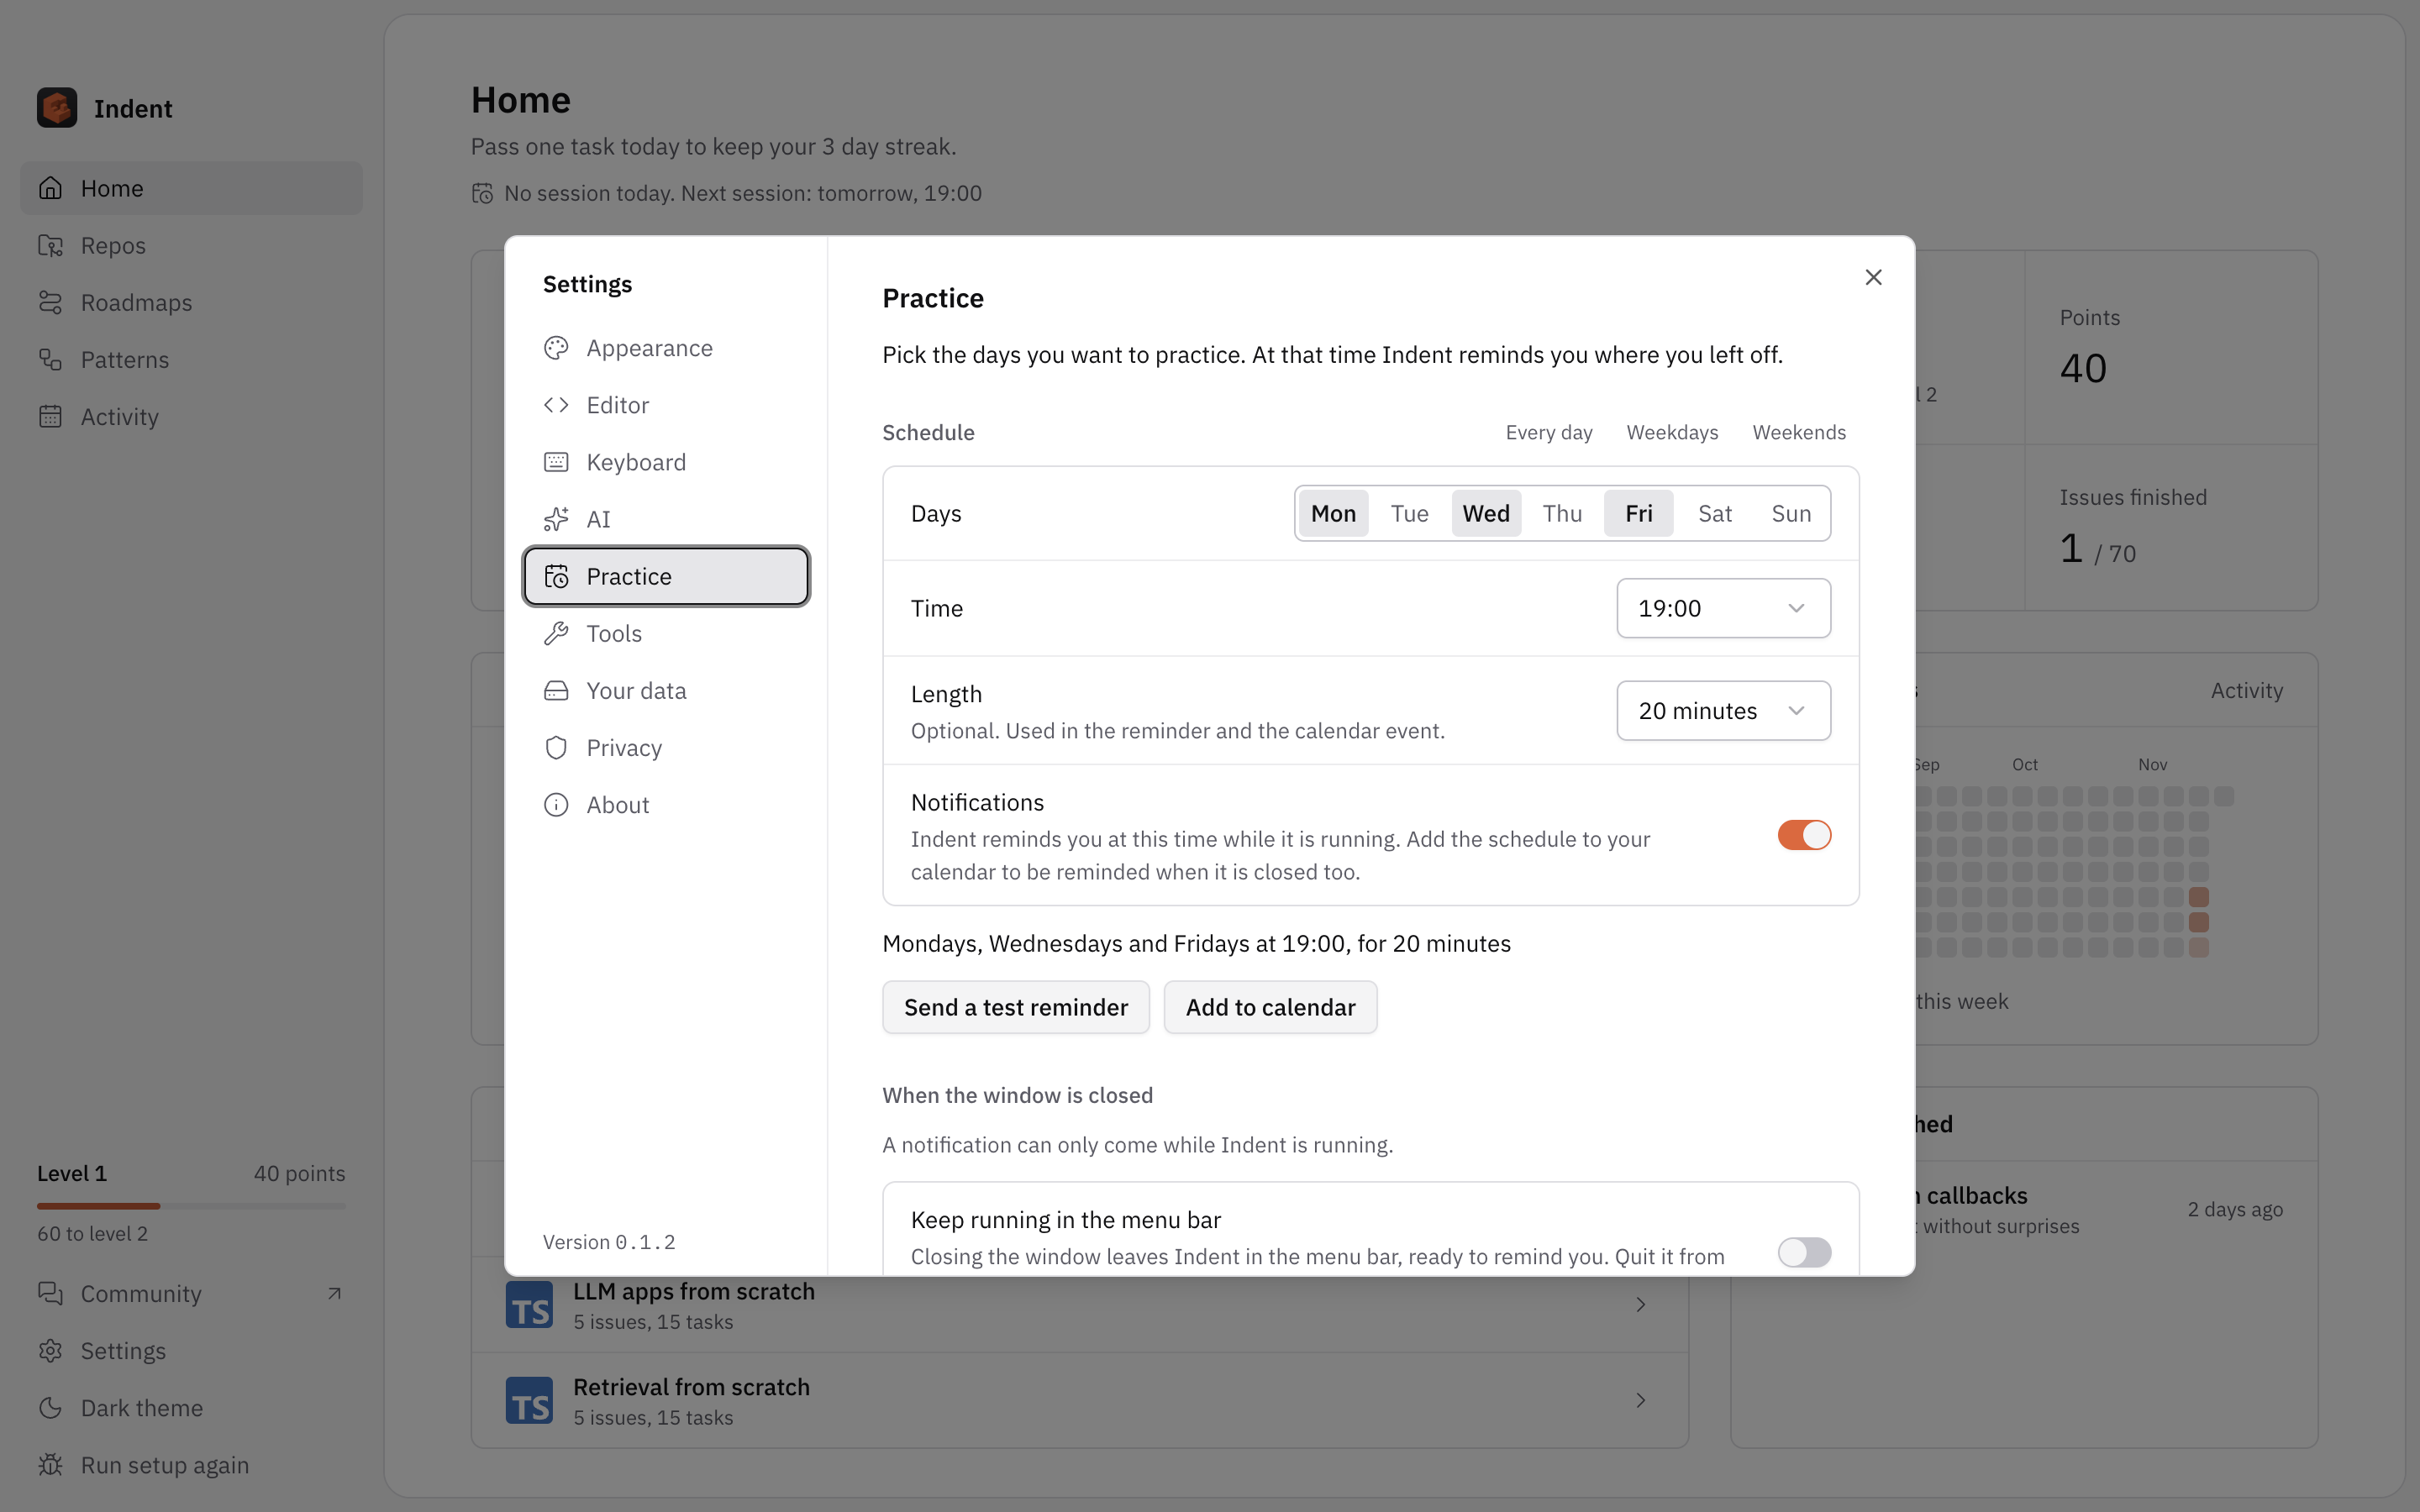 Indent
Home
Repos
Roadmaps
Patterns
Activity
Level 1
40 points
60 to level 2
Community
Settings
Dark theme
Run setup again
Home
Pass one task today to keep your 3 day streak.
No session today. Next session: tomorrow, 19:00
Settings
Appearance
Editor
Keyboard
AI
Practice
Tools
Your data
Privacy
About
Version 0.1.2
Practice
Pick the days you want to practice. At that time Indent reminds you where you left off.
Schedule
Every day
Weekdays
Weekends
Days
Mon Tue Wed Thu Fri Sat Sun
Time
19:00
Length
Optional. Used in the reminder and the calendar event.
20 minutes
Notifications
Indent reminds you at this time while it is running. Add the schedule to your
calendar to be reminded when it is closed too.
Mondays, Wednesdays and Fridays at 19:00, for 20 minutes
Send a test reminder
Add to calendar
When the window is closed
A notification can only come while Indent is running.
Keep running in the menu bar
Closing the window leaves Indent in the menu bar, ready to remind you. Quit it from
Points
40
2
Issues finished
1 / 70
Activity
Sep Oct Nov
this week
callbacks
without surprises
2 days ago
LLM apps from scratch
5 issues, 15 tasks
Retrieval from scratch
5 issues, 15 tasks
TS
TS